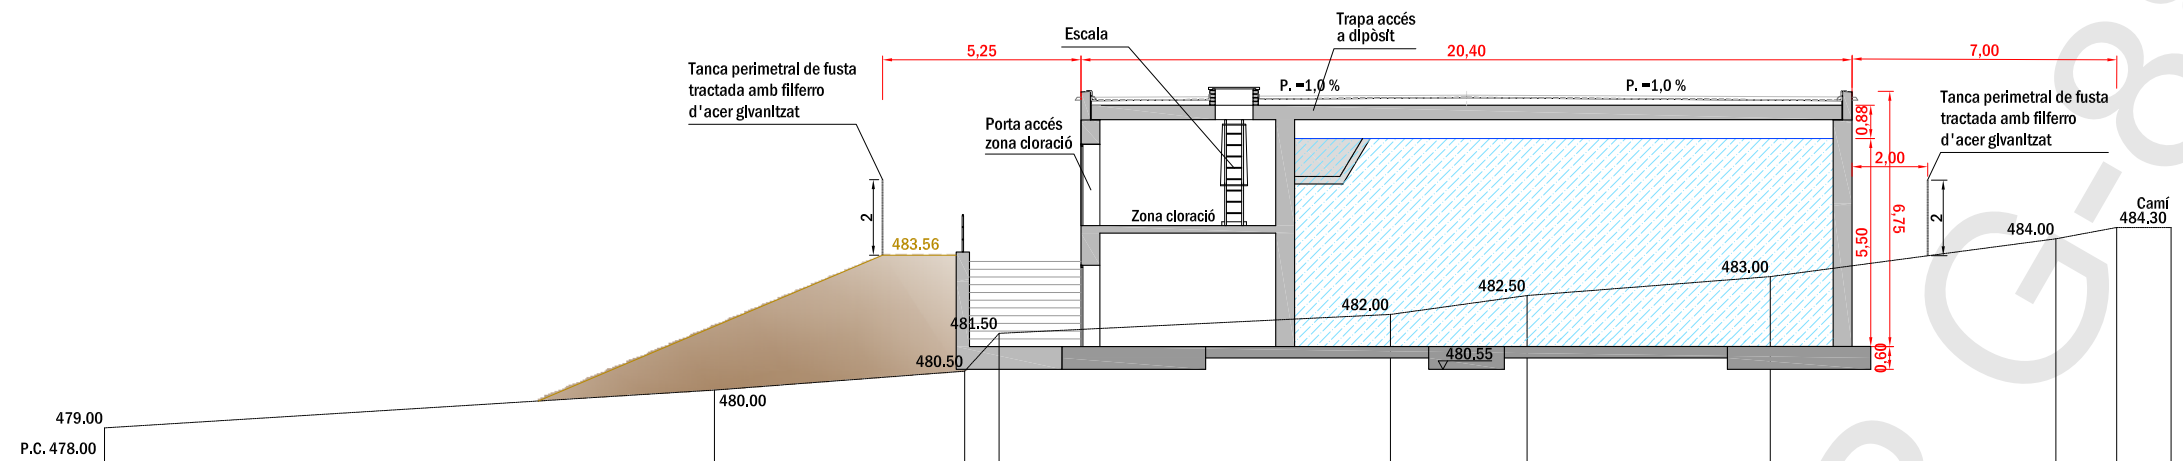 Trapa accés
a dipòsit
Escala
5,25
20,40
7,00
Tanca perimetral de fusta
tractada amb filferro
d'acer glvanitzat
P. =1,0 %
P. =1,0 %
Tanca perimetral de fusta
tractada amb filferro
d'acer glvanitzat
0,88
Porta accés
zona cloració
2,00
2
Zona cloració
6,75
2
Camí
484.30
484.00
483.56
5,50
483.00
482.50
482.00
481.50
480.50
480,55
0,60
480.00
479.00
P.C. 478.00
G-8